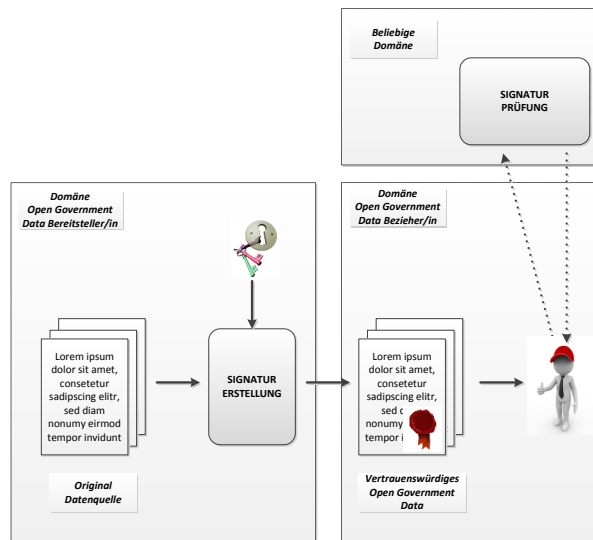 Beliebige
Domäne
SIGNATUR
PRÜFUNG
Domäne
Open Government
Data Bereitsteller/in
Domäne
Open Government
Data Bezieher/in
Lorem ipsum
dolor sit amet,
consetetur
sadipscing elitr,
sed diam
nonumy eirmod
tempor invidunt
SIGNATUR
ERSTELLUNG
Lorem ipsum
dolor sit amet,
consetetur
sadipscing elitr,
sed
nonumy
tempor
Original
Datenquelle
Vertrauenswürdiges
Open Government
Data